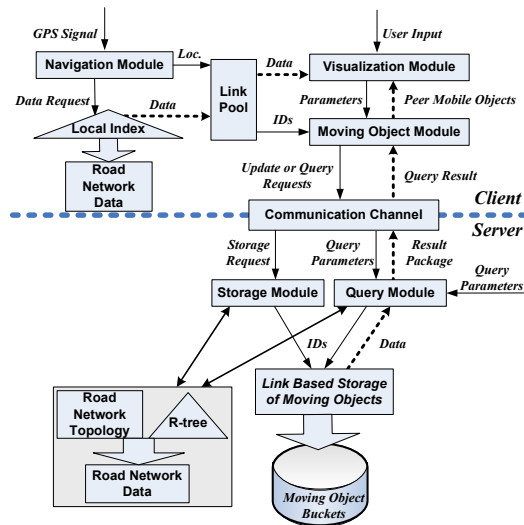 GPS Signal
User Input
Navigation Module
Loc.
Data
Visualization Module
Data Request
Data
Link
Pool
Parameters
Peer Mobile Objects
Local Index
IDs
Moving Object Module
Road
Network
Data
Update or Query
Requests
Query Result
Client
Communication Channel
Server
Storage
Request
Query
Parameters
Result
Package
Query
Parameters
Storage Module
Query Module
IDs
Data
Road
Network
Topology
R-tree
Link Based Storage
of Moving Objects
Road Network
Data
Moving Object
Buckets